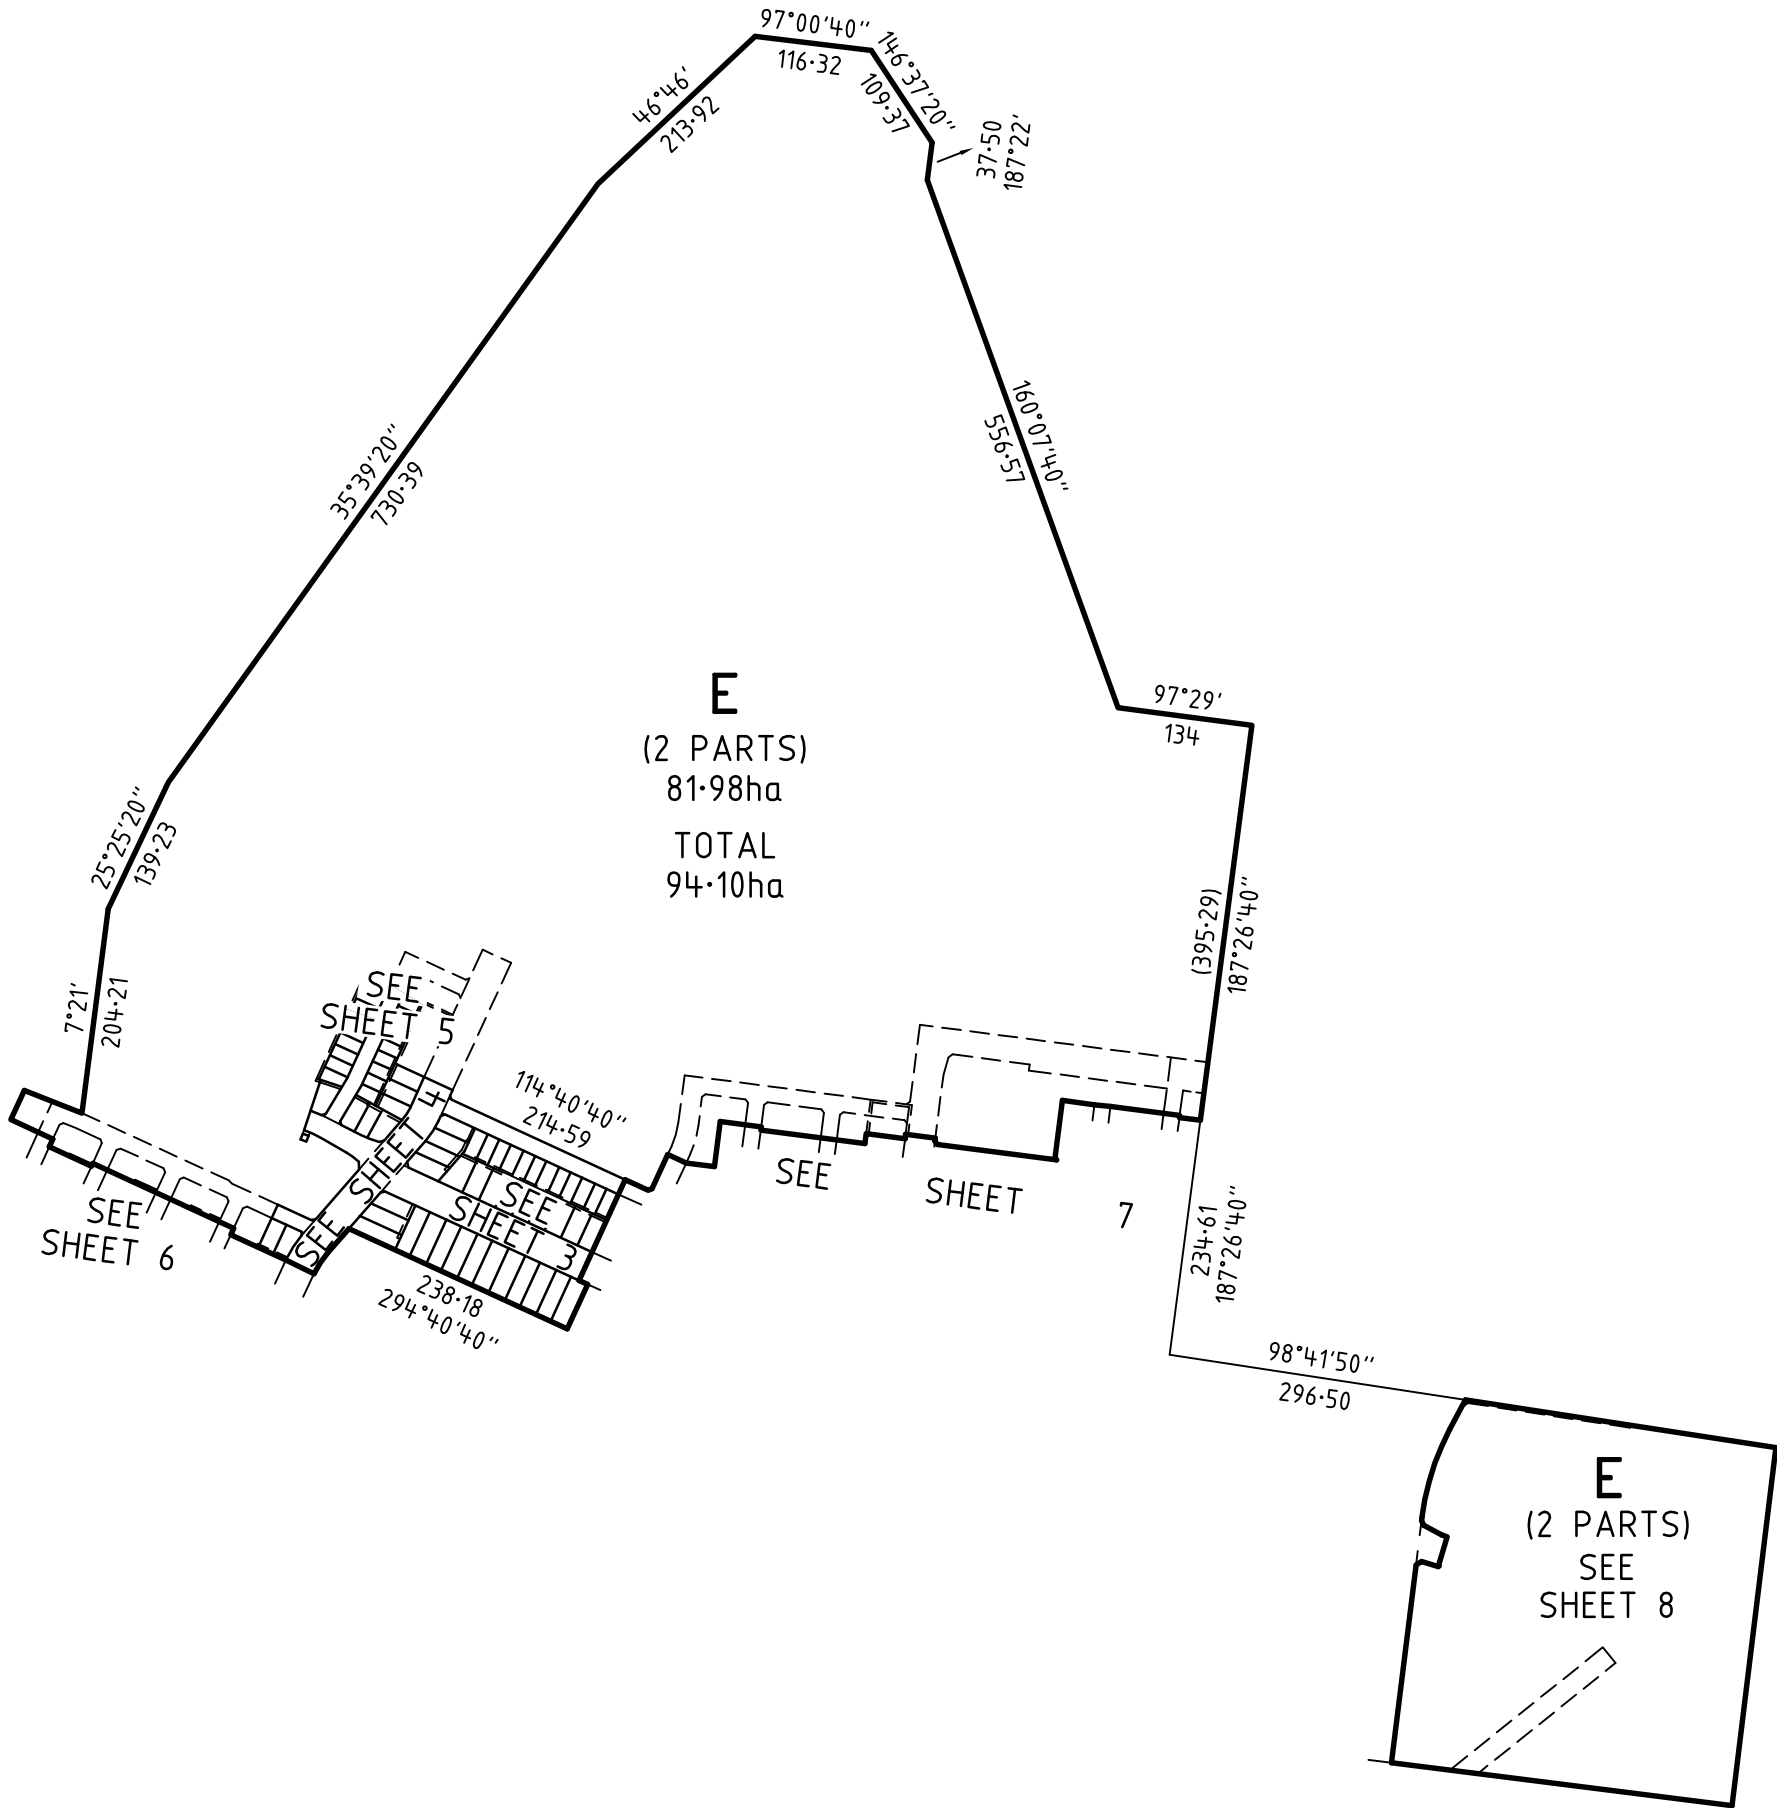 97°00'40"
116·32
146°37'20"
109·37
46°46'
213·92
37·50
187°22'
160°07'40"
556·57
35°39'20"
730·39
E
(2 PARTS)
81·98ha
TOTAL
94·10ha
97°29'
134
25°25'20"
139·23
(395·29)
187°26'40"
7°21'
204·21
SEE
SHEET 5
114°40'40"
214·59
SEE SHEET 4
SEE
SHEET 3
SEE SHEET 7
SEE
SHEET 6
238·18
294°40'40"
234·61
187°26'40"
98°41'50"
296·50
E
(2 PARTS)
SEE
SHEET 8